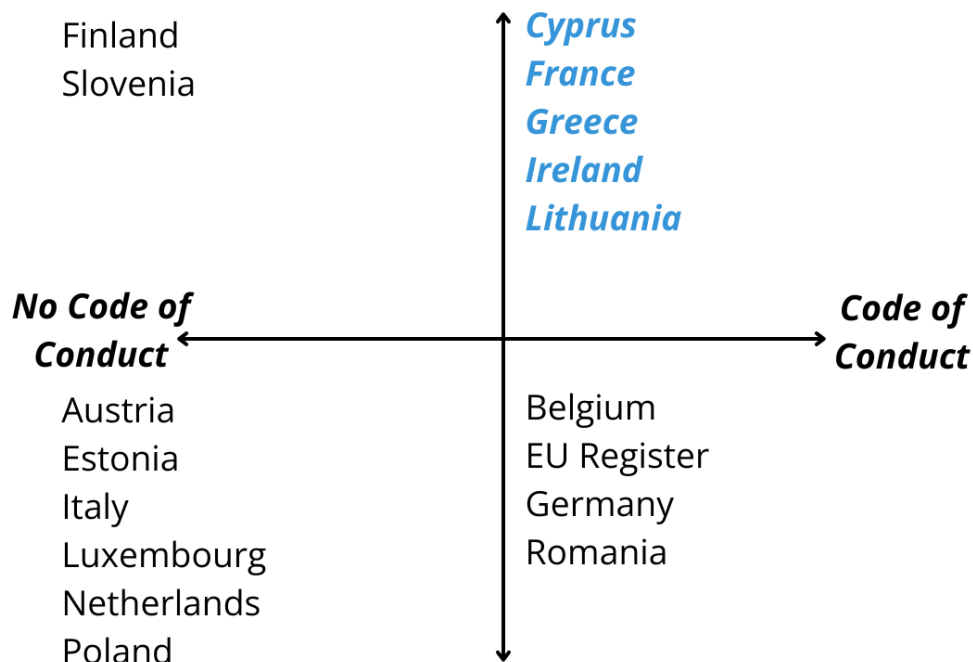 Finland
Slovenia
Cyprus
France
Greece
Ireland
Lithuania
No Code of
Conduct
Code of
Conduct
Austria
Estonia
Italy
Luxembourg
Netherlands
Poland
Belgium
EU Register
Germany
Romania